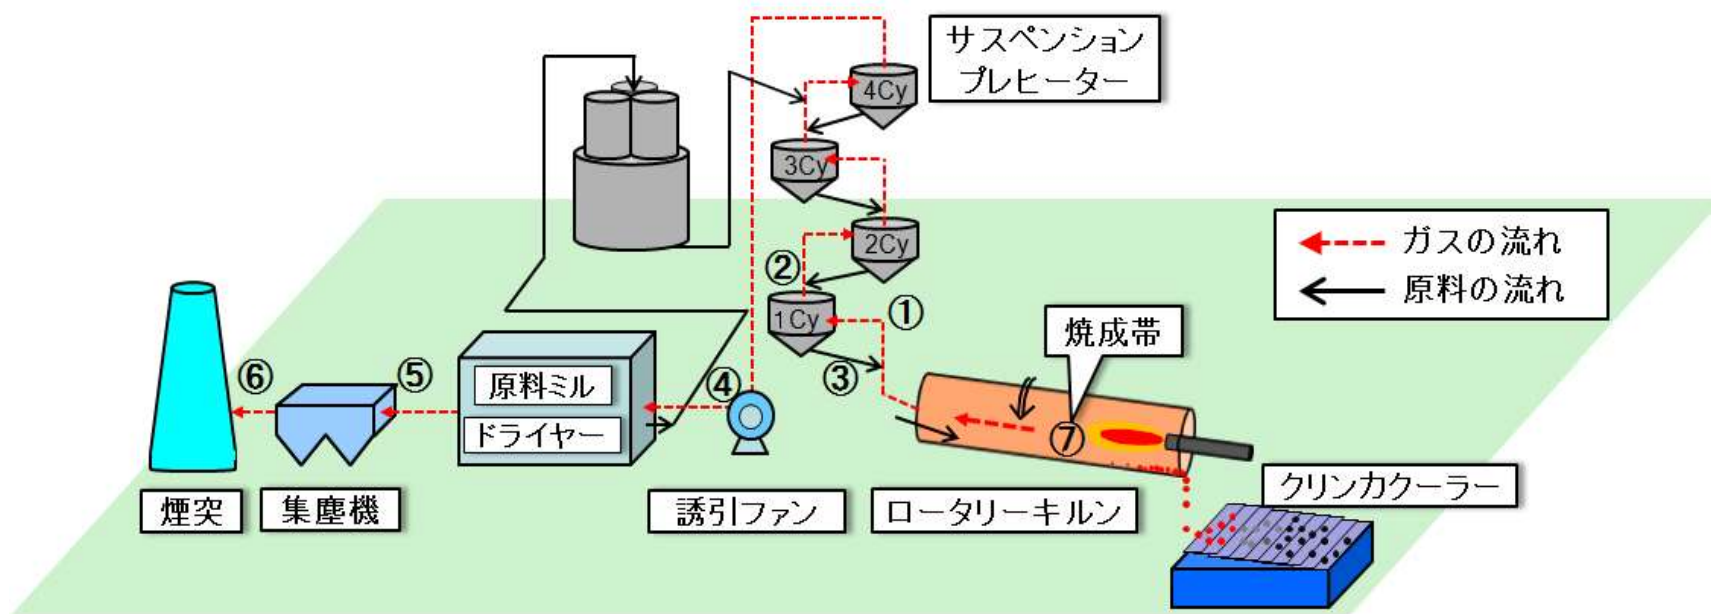 サスペンション
プレヒーター
4Cy
3Cy
2Cy
②
1Cy
①
③
ガスの流れ
原料の流れ
焼成帯
⑦
⑥
⑤
原料ミル
ドライヤー
④
煙突
集塵機
誘引ファン
ロータリーキルン
クリンカクーラー